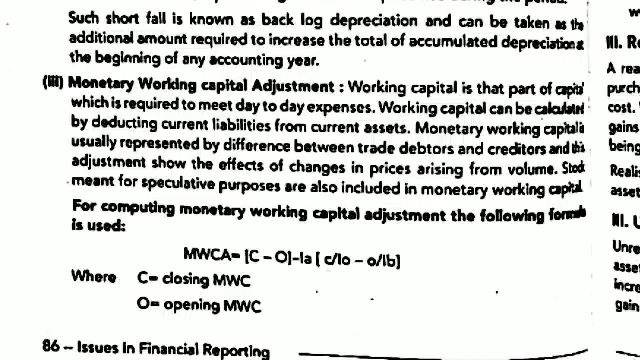 Such short fall is known as back log depreciation and can be taken as the
additional amount required to increase the total of accumulated depreciation at
the beginning of any accounting year.
(iii) Monetary Working capital Adjustment : Working capital is that part of capital
which is required to meet day to day expenses. Working capital can be calculated
by deducting current liabilities from current assets. Monetary working capital is
usually represented by difference between trade debtors and creditors and this
adjustment show the effects of changes in prices arising from volume. Stock
meant for speculative purposes are also included in monetary working capital.
For computing monetary working capital adjustment the following formula
is used:
MWCA= [C – O]–Ia [ c/Io – o/Ib]
Where C= closing MWC
O= opening MWC
86 – Issues In Financial Reporting
III. R
A rea
purch
cost.
gains
being
Realis
asset
III. U
Unre
asse
incre
gain